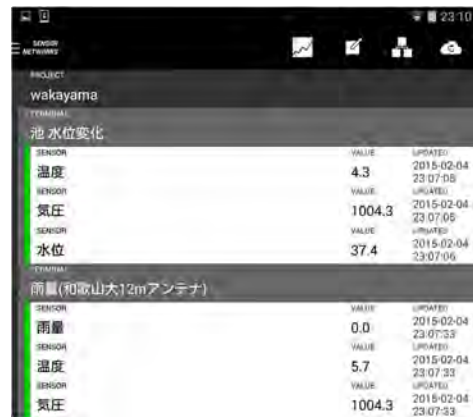 23:10
SENSOR
NETWORKS
PROJECT
wakayama
TERMINAL
池 水位変化
SENSOR VALUE UPDATED
温度 4.3 2015-02-04
23:07:06
SENSOR VALUE UPDATED
気圧 1004.3 2015-02-04
23:07:06
SENSOR VALUE UPDATED
水位 37.4 2015-02-04
23:07:06
TERMINAL
雨量(和歌山大12mアンテナ)
SENSOR VALUE UPDATED
雨量 0.0 2015-02-04
23:07:33
SENSOR VALUE UPDATED
温度 5.7 2015-02-04
23:07:33
SENSOR VALUE UPDATED
気圧 1004.3 2015-02-04
23:07:33